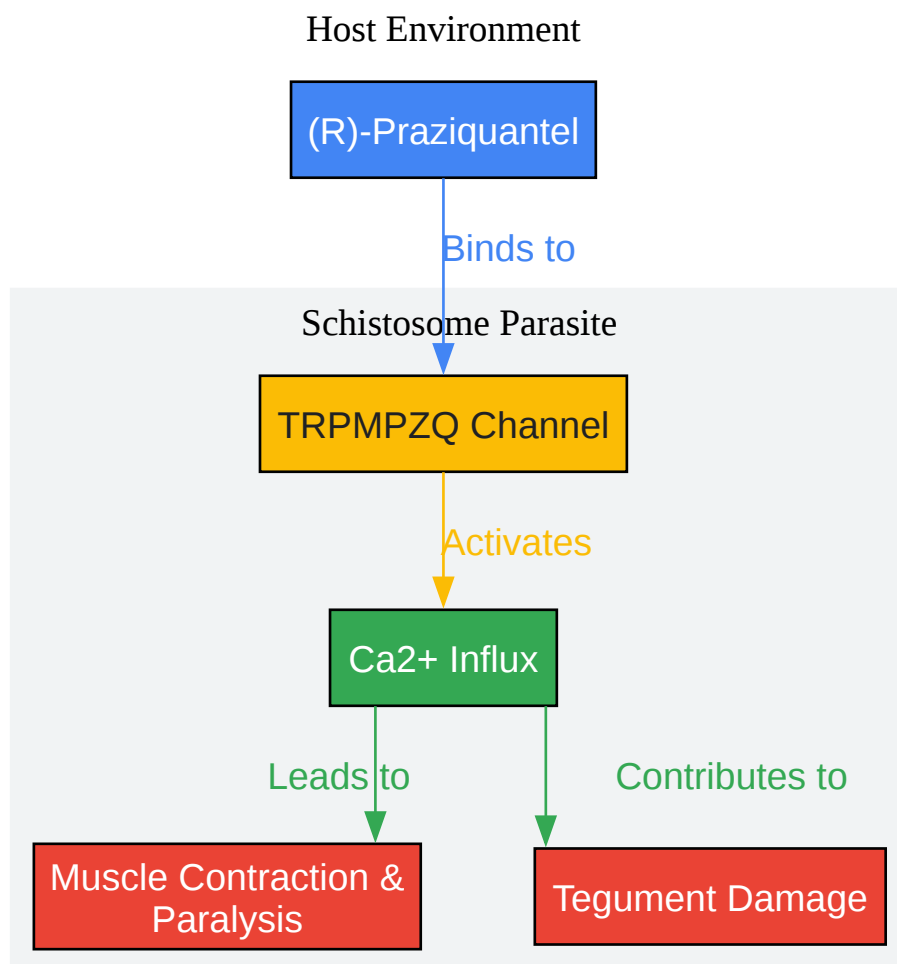 Host Environment
(R)-Praziquantel
Binds to
Schistosome Parasite
TRPMPZQ Channel
Activates
Ca2+ Influx
Leads to
Contributes to
Muscle Contraction &
Paralysis
Tegument Damage